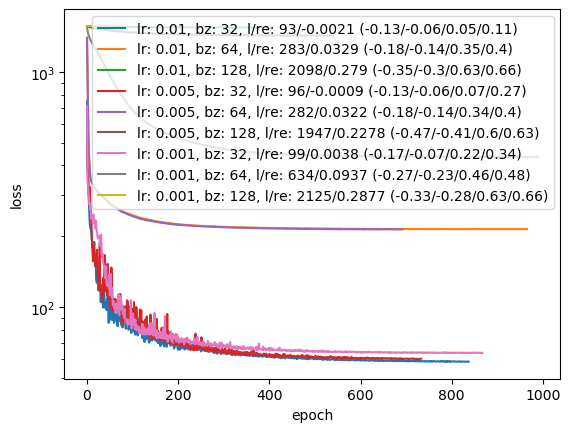 lr: 0.01, bz: 32, l/re: 93/-0.0021 (-0.13/-0.06/0.05/0.11)
lr: 0.01, bz: 64, l/re: 283/0.0329 (-0.18/-0.14/0.35/0.4)
lr: 0.01, bz: 128, l/re: 2098/0.279 (-0.35/-0.3/0.63/0.66)
lr: 0.005, bz: 32, l/re: 96/-0.0009 (-0.13/-0.06/0.07/0.27)
lr: 0.005, bz: 64, l/re: 282/0.0322 (-0.18/-0.14/0.34/0.4)
lr: 0.005, bz: 128, l/re: 1947/0.2278 (-0.47/-0.41/0.6/0.63)
lr: 0.001, bz: 32, l/re: 99/0.0038 (-0.17/-0.07/0.22/0.34)
lr: 0.001, bz: 64, l/re: 634/0.0937 (-0.27/-0.23/0.46/0.48)
lr: 0.001, bz: 128, l/re: 2125/0.2877 (-0.33/-0.28/0.63/0.66)
10³
loss
10²
0 200 400 600 800 1000
epoch